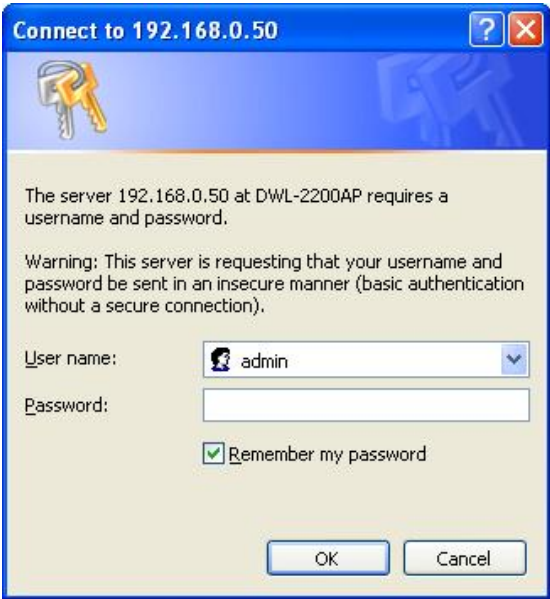 Connect to 192.168.0.50
The server 192.168.0.50 at DWL-2200AP requires a
username and password.
Warning: This server is requesting that your username and
password be sent in an insecure manner (basic authentication
without a secure connection).
User name:
admin
Password:
Remember my password
OK
Cancel